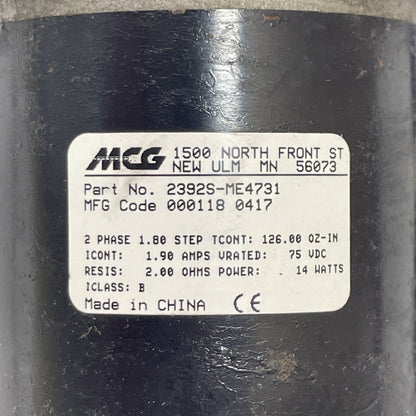 MCG 1500 NORTH FRONT ST
NEW ULM MN 56073
Part No. 2392S-ME4731
MFG Code 000118 0417
2 PHASE 1.80 STEP TCONT: 126.00 OZ-IN
ICONT: 1.90 AMPS VRATED: 75 VDC
RESIS: 2.00 OHMS POWER: .14 WATTS
ICLASS: B
Made in CHINA CE